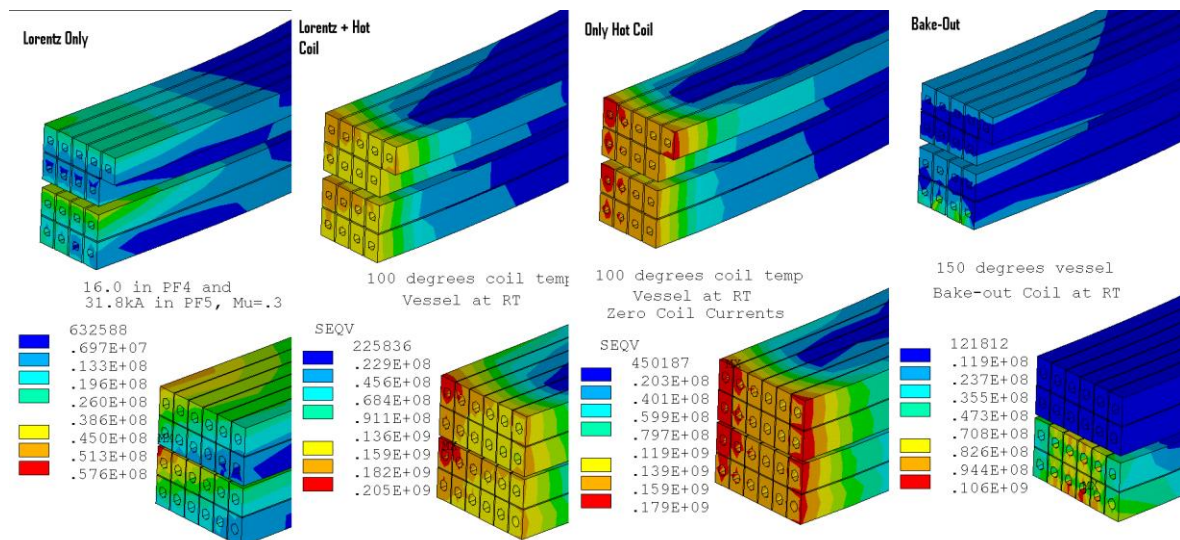 Lorentz Only
Lorentz + Hot
Coil
Only Hot Coil
Bake-Out
16.0 in PF4 and
31.8kA in PF5, Mu=.3
632588
.697E+07
.133E+08
.196E+08
.260E+08
.386E+08
.450E+08
.513E+08
.576E+08
100 degrees coil temp
Vessel at RT
SEQV
225836
.229E+08
.456E+08
.684E+08
.911E+08
.136E+09
.159E+09
.182E+09
.205E+09
100 degrees coil temp
Vessel at RT
Zero Coil Currents
SEQV
450187
.203E+08
.401E+08
.599E+08
.797E+08
.119E+09
.139E+09
.159E+09
.179E+09
150 degrees vessel
Bake-out Coil at RT
121812
.119E+08
.237E+08
.355E+08
.473E+08
.708E+08
.826E+08
.944E+08
.106E+09